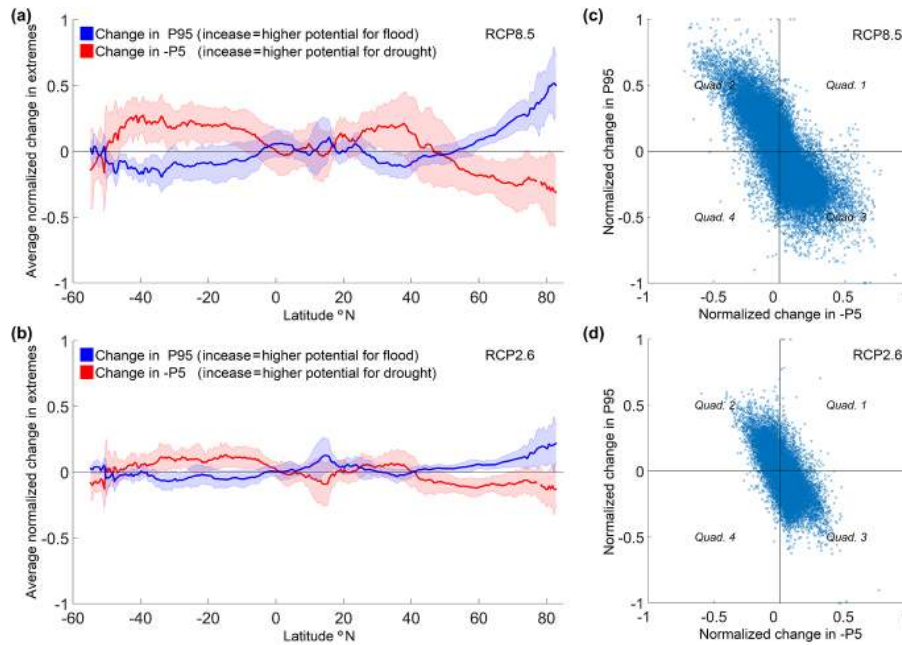 (a)
Change in P95 (increase=higher potential for flood) RCP8.5
Change in -P5 (increase=higher potential for drought)
Average normalized change in extremes
1
0.5
0
-0.5
-1
-60 -40 -20 0 20 40 60 80
Latitude °N
(c)
RCP8.5
Quad. 2 Quad. 1
Quad. 4 Quad. 3
Normalized change in P95
1
0.5
0
-0.5
-1
-1 -0.5 0 0.5
Normalized change in -P5
(b)
Change in P95 (incease=higher potential for flood) RCP2.6
Change in -P5 (incease=higher potential for drought)
Average normalized change in extremes
1
0.5
0
-0.5
-1
-60 -40 -20 0 20 40 60 80
Latitude °N
(d)
RCP2.6
Quad. 2 Quad. 1
Quad. 4 Quad. 3
Normalized change in P95
1
0.5
0
-0.5
-1
-1 -0.5 0 0.5
Normalized change in -P5